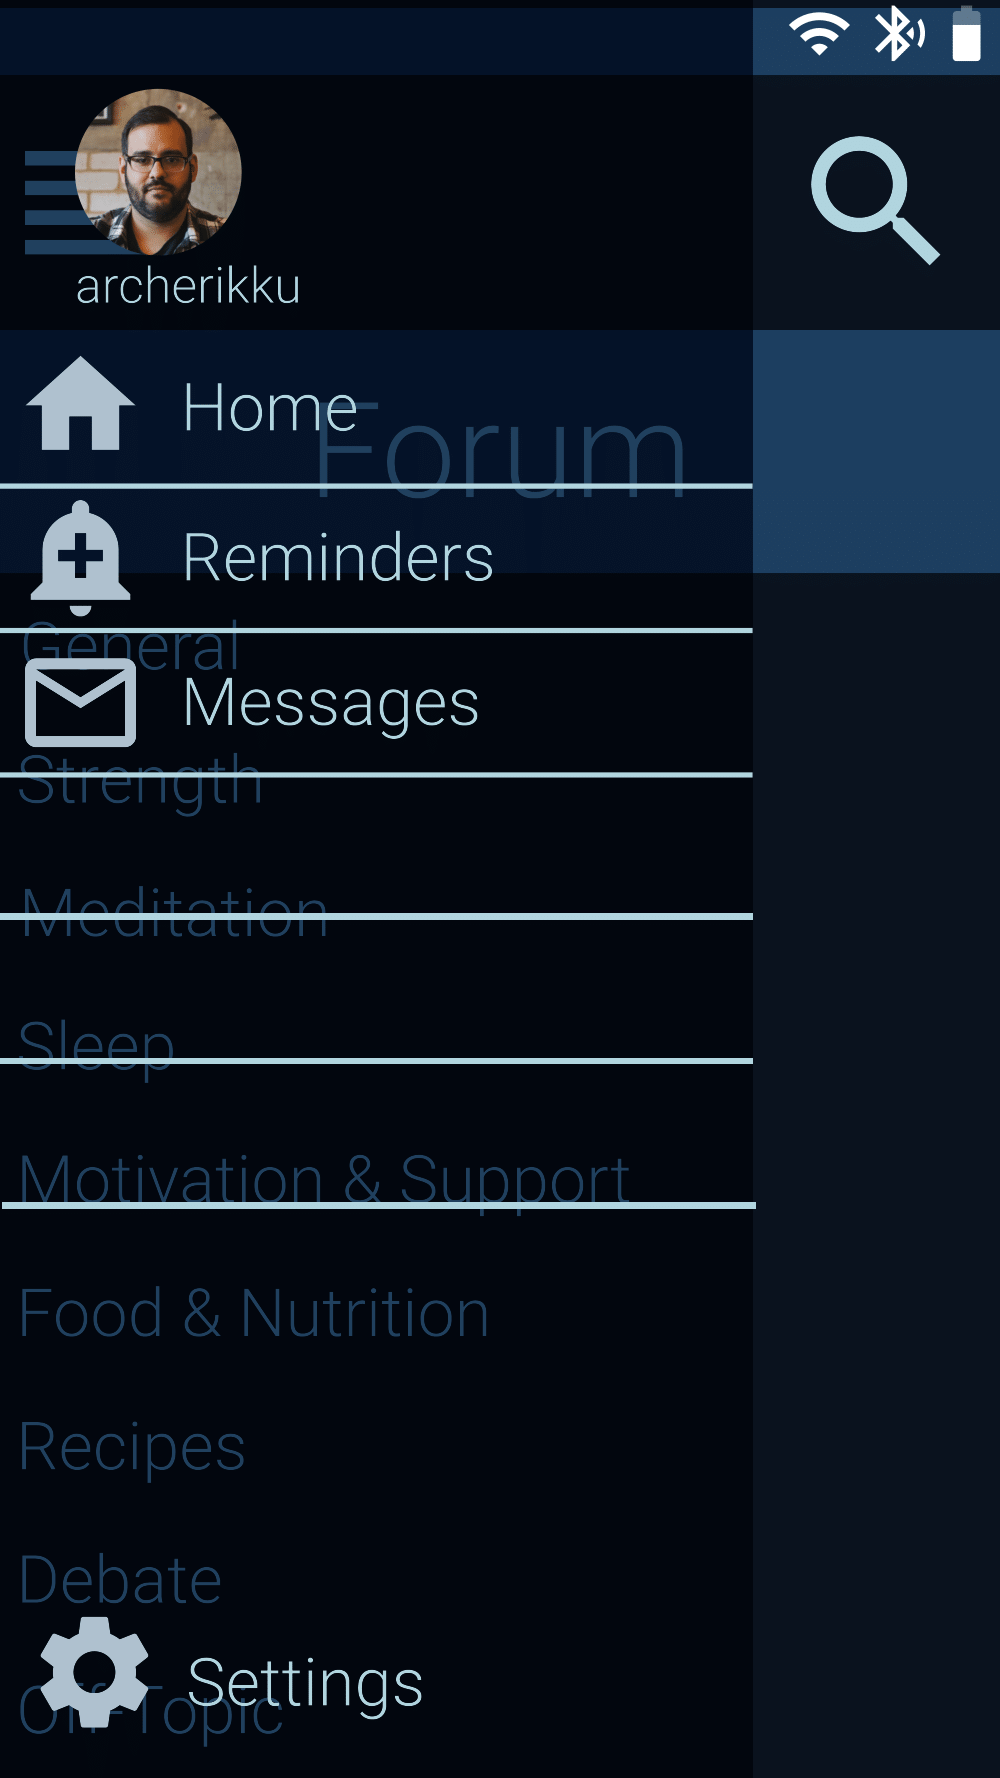 archerikku
Home
Forum
Reminders
General
Messages
Strength
Meditation
Sleep
Motivation & Support
Food & Nutrition
Recipes
Debate
Settings
Off-Topic